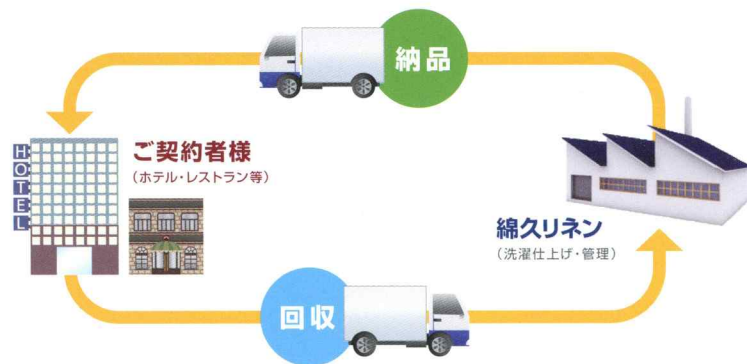 納品
HOTEL
ご契約者様
（ホテル・レストラン等）
綿久リネン
（洗濯仕上げ・管理）
回収